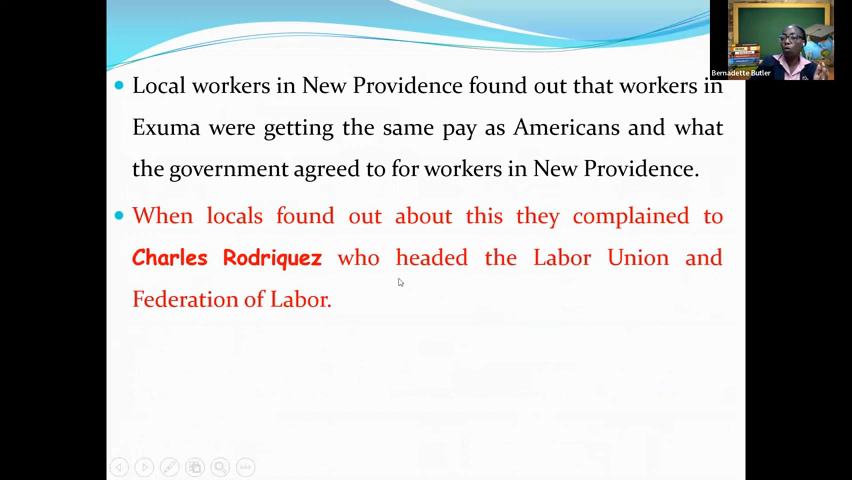 Local workers in New Providence found out that workers in
Exuma were getting the same pay as Americans and what
the government agreed to for workers in New Providence.
When locals found out about this they complained to
Charles Rodriquez who headed the Labor Union and
Federation of Labor.
Bernadette Butler